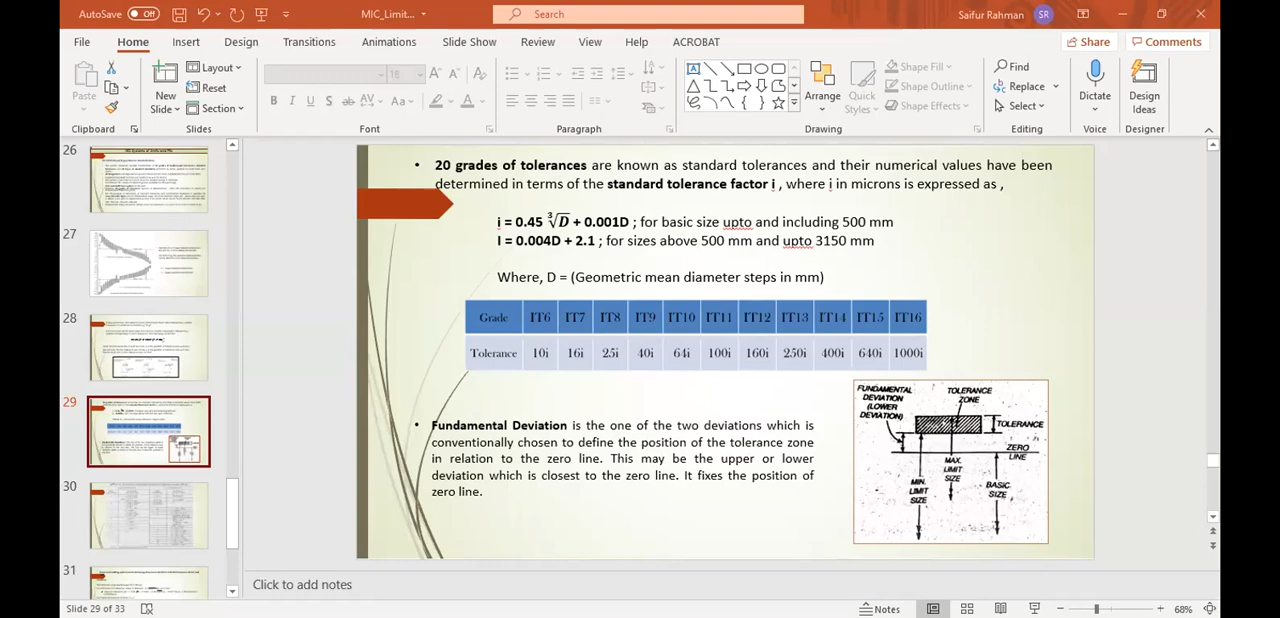 AutoSave Off MIC_Limit... Search Saifur Rahman SR
File Home Insert Design Transitions Animations Slide Show Review View Help ACROBAT Share Comments
Paste New Slide Layout Reset Section 18 Arrange Quick Styles Shape Fill Shape Outline Shape Effects Find Replace Select Dictate Design Ideas
Clipboard Slides Font Paragraph Drawing Editing Voice Designer
26
27
28
29
30
31
• 20 grades of tolerances are known as standard tolerances for whom numerical values have been
determined in terms of the standard tolerance factor i , where i in microns is expressed as ,
i = 0.45 ∛D + 0.001D ; for basic size upto and including 500 mm
I = 0.004D + 2.1 ; for sizes above 500 mm and upto 3150 mm
Where, D = (Geometric mean diameter steps in mm)
Grade IT6 IT7 IT8 IT9 IT10 IT11 IT12 IT13 IT14 IT15 IT16
Tolerance 10i 16i 25i 40i 64i 100i 160i 250i 400i 640i 1000i
• Fundamental Deviation is the one of the two deviations which is
conentionally chosen to define the position of the tolerance zone
in relation to the zero line. This may be the upper or lower
deviation which is closest to the zero line. It fixes the position of
zero line.
FUNDAMENTAL
DEVIATION
(LOWER
DEVIATION)
TOLERANCE
ZONE
TOLERANCE
ZERO
LINE
MAX.
LIMIT
SIZE
MIN.
LIMIT
SIZE
BASIC
SIZE
Click to add notes
Slide 29 of 33 Notes 68%